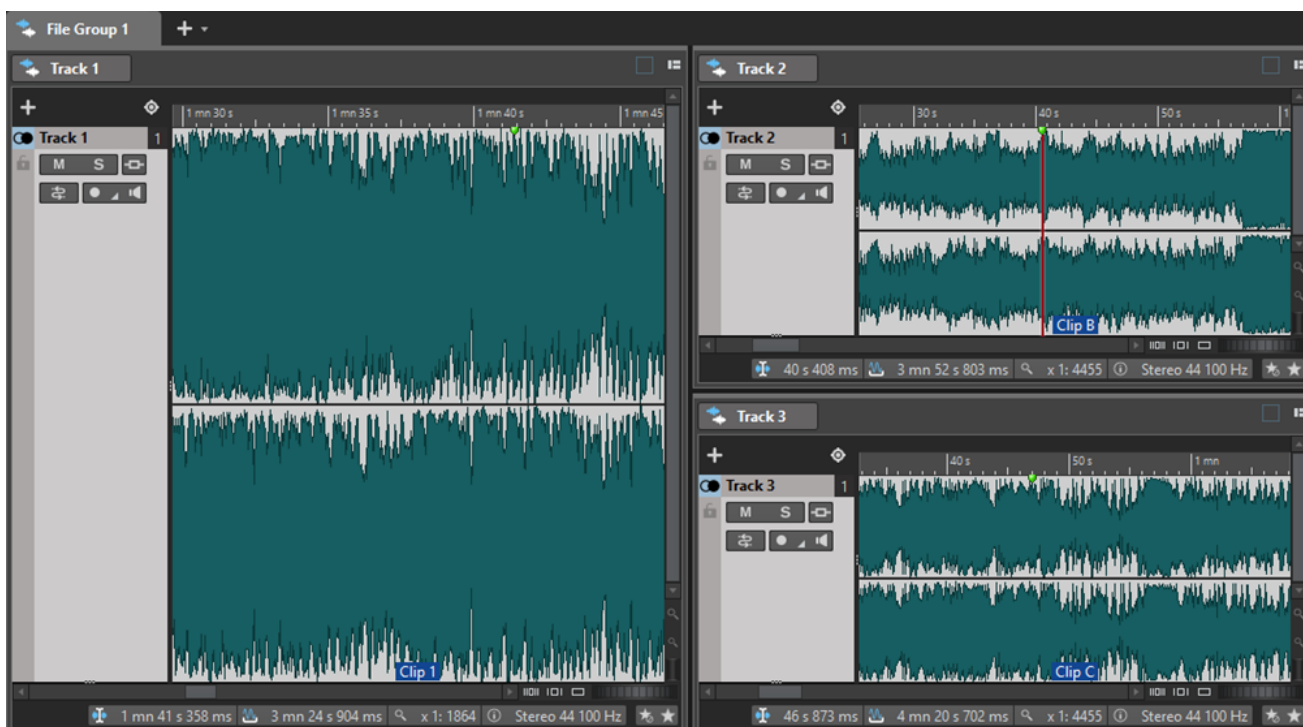 File Group 1
Track 1
1 mn 30 s 1 mn 35 s 1 mn 40 s 1 mn 45
Track 1 1
M S
Clip 1
1 mn 41 s 358 ms 3 mn 24 s 904 ms x 1: 1864 Stereo 44 100 Hz
Track 2
30 s 40 s 50 s 1
Track 2 1
M S
Clip B
40 s 408 ms 3 mn 52 s 803 ms x 1: 4455 Stereo 44 100 Hz
Track 3
40 s 50 s 1 mn
Track 3 1
M S
Clip C
46 s 873 ms 4 mn 20 s 702 ms x 1: 4455 Stereo 44 100 Hz